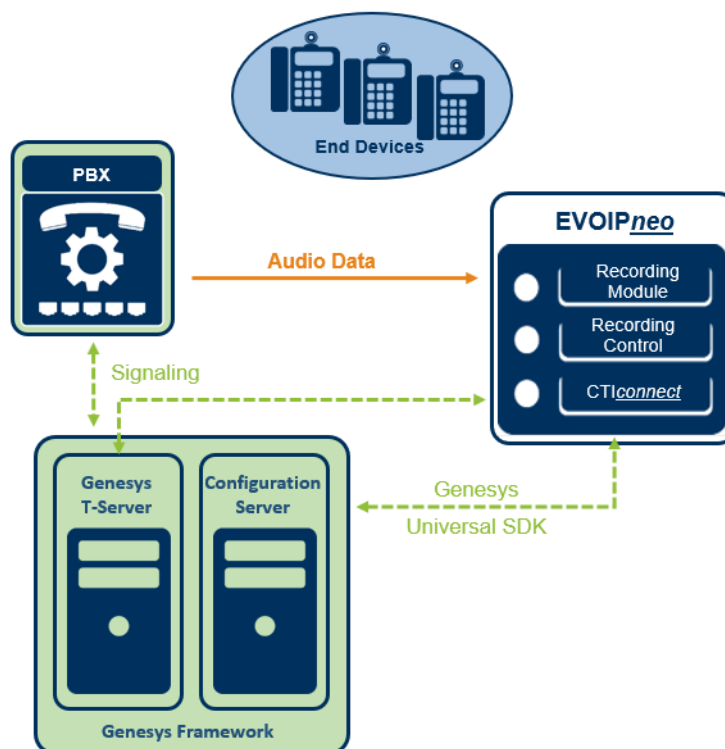 End Devices
PBX
EVOIPneo
Audio Data
Recording
Module
Recording
Control
CTIconnect
Signaling
Genesys
T-Server
Configuration
Server
Genesys
Universal SDK
Genesys Framework